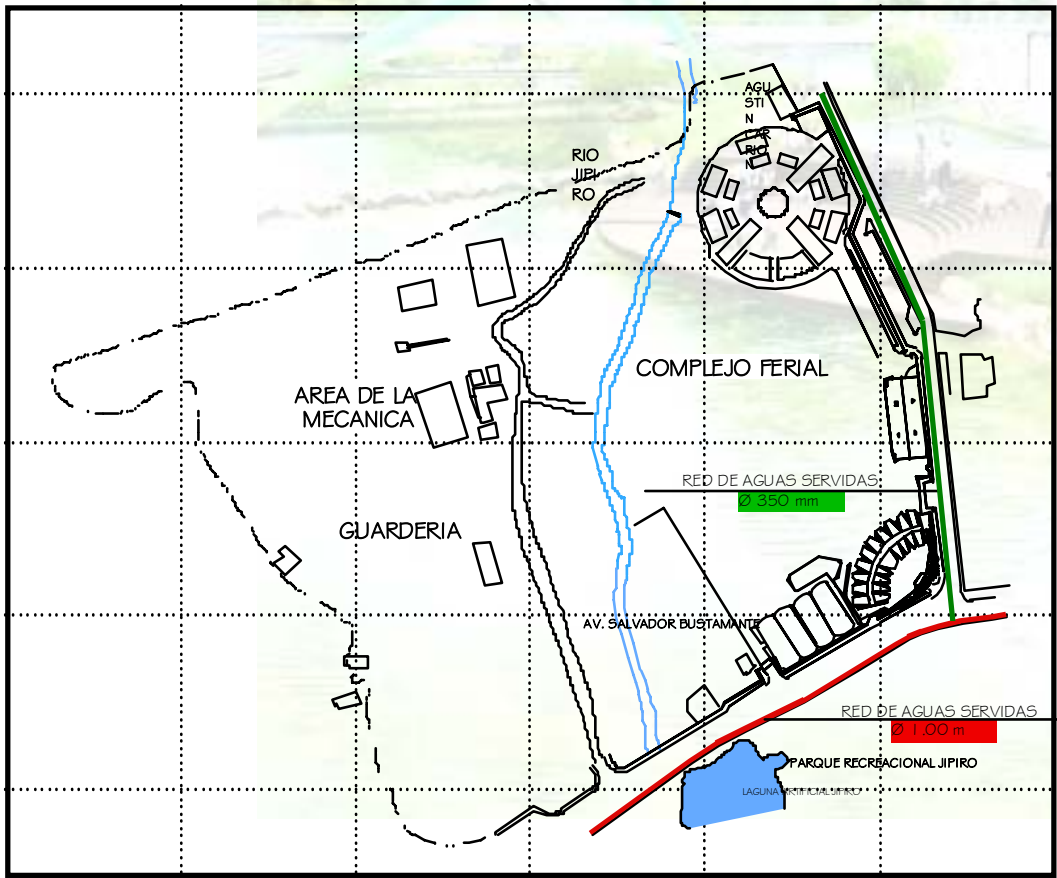 AGU
STI
N
CAR
RIO
N
RIO
JIPI
RO
COMPLEJO FERIAL
AREA DE LA
MECANICA
RED DE AGUAS SERVIDAS
Ø 350 mm
GUARDERIA
AV. SALVADOR BUSTAMANTE
RED DE AGUAS SERVIDAS
Ø 1.00 m
PARQUE RECREACIONAL JIPIRO
LAGUNA ARTIFICIAL JIPIRO